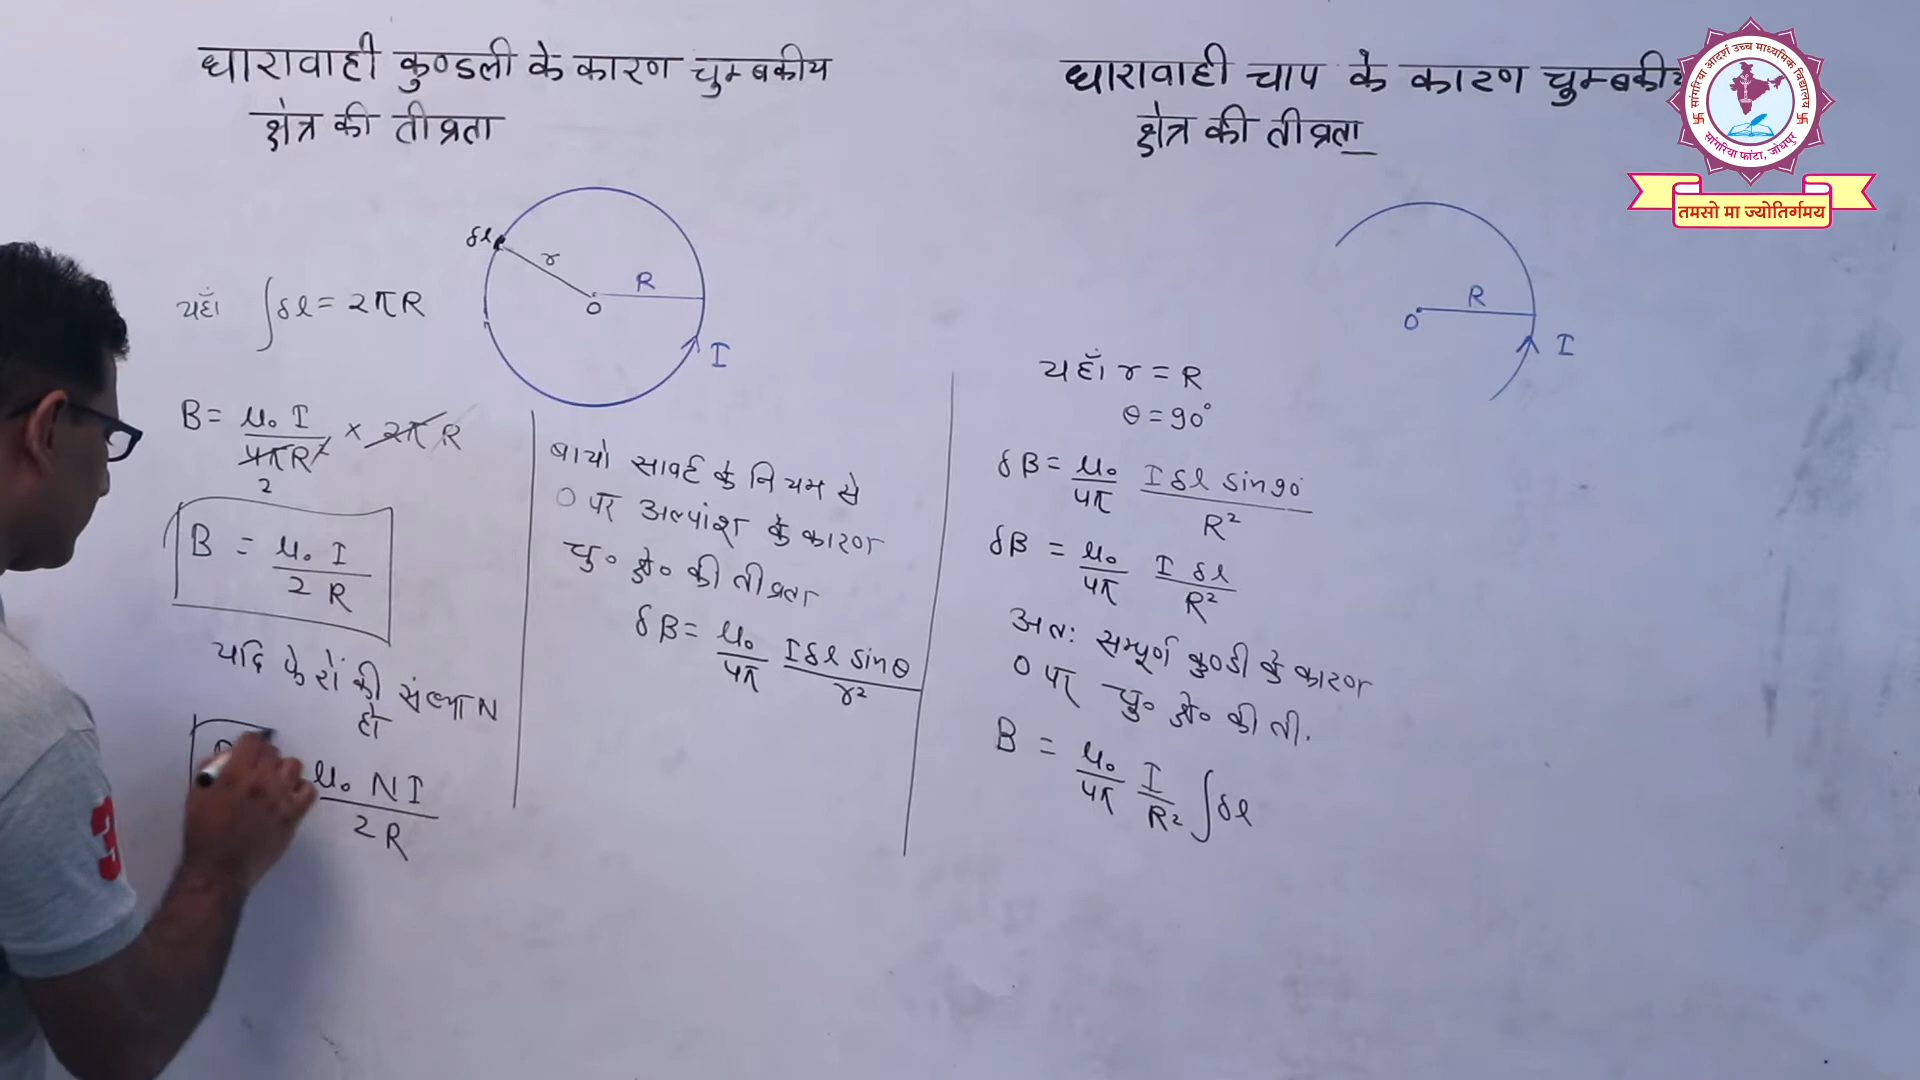 धारावाही कुण्डली के कारण चुम्बकीय
क्षेत्र की तीव्रता
δl
r
R
O
I
यहाँ ∫δl = 2πR
B = μ₀ I / 4πR² × 2πR
2
B = μ₀ I / 2R
यदि फेरों की संख्या N
हो
μ₀ NI / 2R
बायो सावर्ट के नियम से
O पर अल्पांश के कारण
चु० क्षे० की तीव्रता
δB = μ₀/4π Iδl sinθ / r²
धारावाही चाप के कारण चुम्बकीय
क्षेत्र की तीव्रता
R
O
I
यहाँ r = R
θ = 90°
δB = μ₀/4π I δl sin90° / R²
δB = μ₀/4π I δl / R²
अतः सम्पूर्ण कुण्डी के कारण
O पर चु० क्षे० की ती.
B = μ₀/4π I/R² ∫δl
सांगरिया आदर्श उच्च माध्यमिक विद्यालय
सांगरिया फांटा, जोधपुर
तमसो मा ज्योतिर्गमय